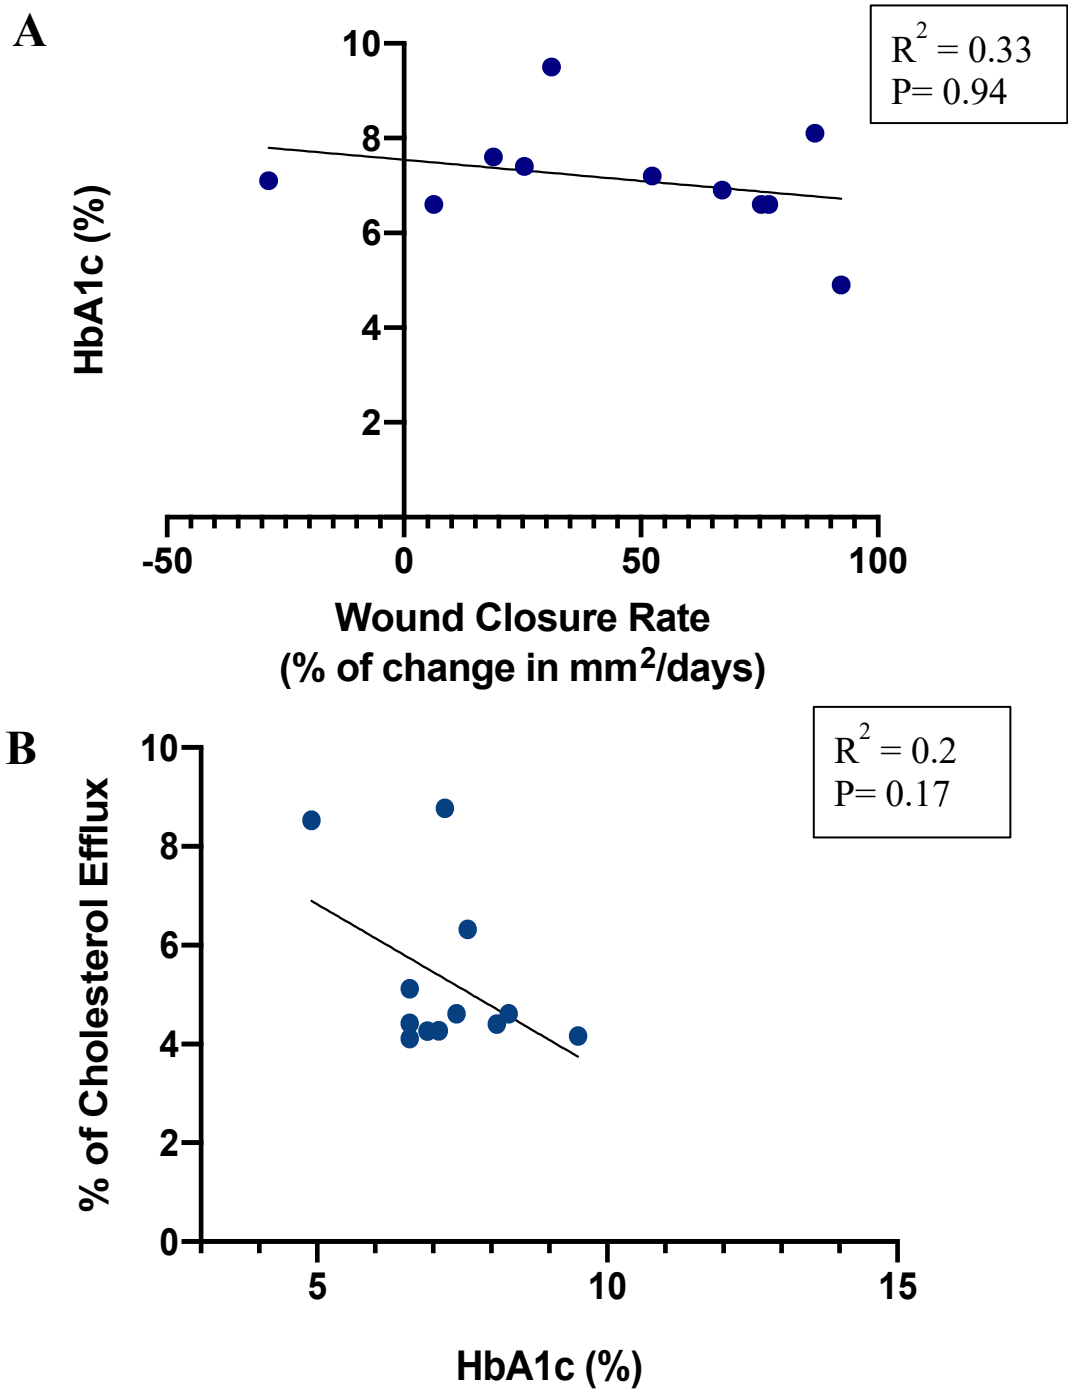 A
R² = 0.33
P= 0.94
10
8
6
4
2
HbA1c (%)
-50 0 50 100
Wound Closure Rate
(% of change in mm²/days)
B
R² = 0.2
P= 0.17
10
8
6
4
2
0
% of Cholesterol Efflux
5 10 15
HbA1c (%)